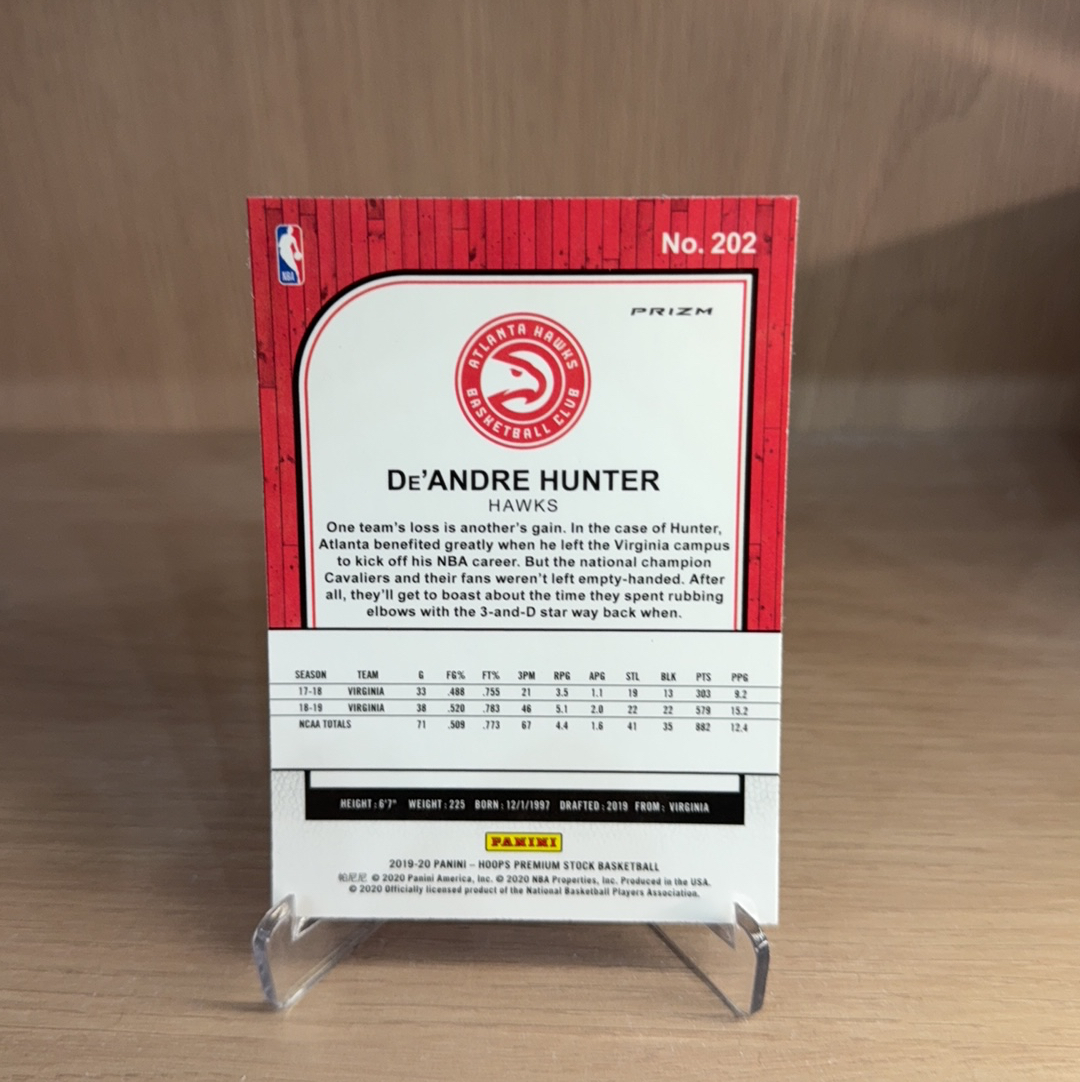 No. 202
NBA
PRIZM
ATLANTA HAWKS
BASKETBALL CLUB
DE'ANDRE HUNTER
HAWKS
One team's loss is another's gain. In the case of Hunter,
Atlanta benefited greatly when he left the Virginia campus
to kick off his NBA career. But the national champion
Cavaliers and their fans weren't left empty-handed. After
all, they'll get to boast about the time they spent rubbing
elbows with the 3-and-D star way back when.
SEASON TEAM G FG% FT% 3PM RPG APG STL BLK PTS PPG
17-18 VIRGINIA 33 .488 .755 21 3.5 1.1 19 13 303 9.2
18-19 VIRGINIA 38 .520 .783 46 5.1 2.0 22 22 579 15.2
NCAA TOTALS 71 .509 .773 67 4.4 1.6 41 35 882 12.4
HEIGHT: 6'7" WEIGHT: 225 BORN: 12/1/1997 DRAFTED: 2019 FROM: VIRGINIA
PANINI
2019-20 PANINI – HOOPS PREMIUM STOCK BASKETBALL
帕尼尼 © 2020 Panini America, Inc. © 2020 NBA Properties, Inc. Produced in the USA.
© 2020 Officially licensed product of the National Basketball Players Association.